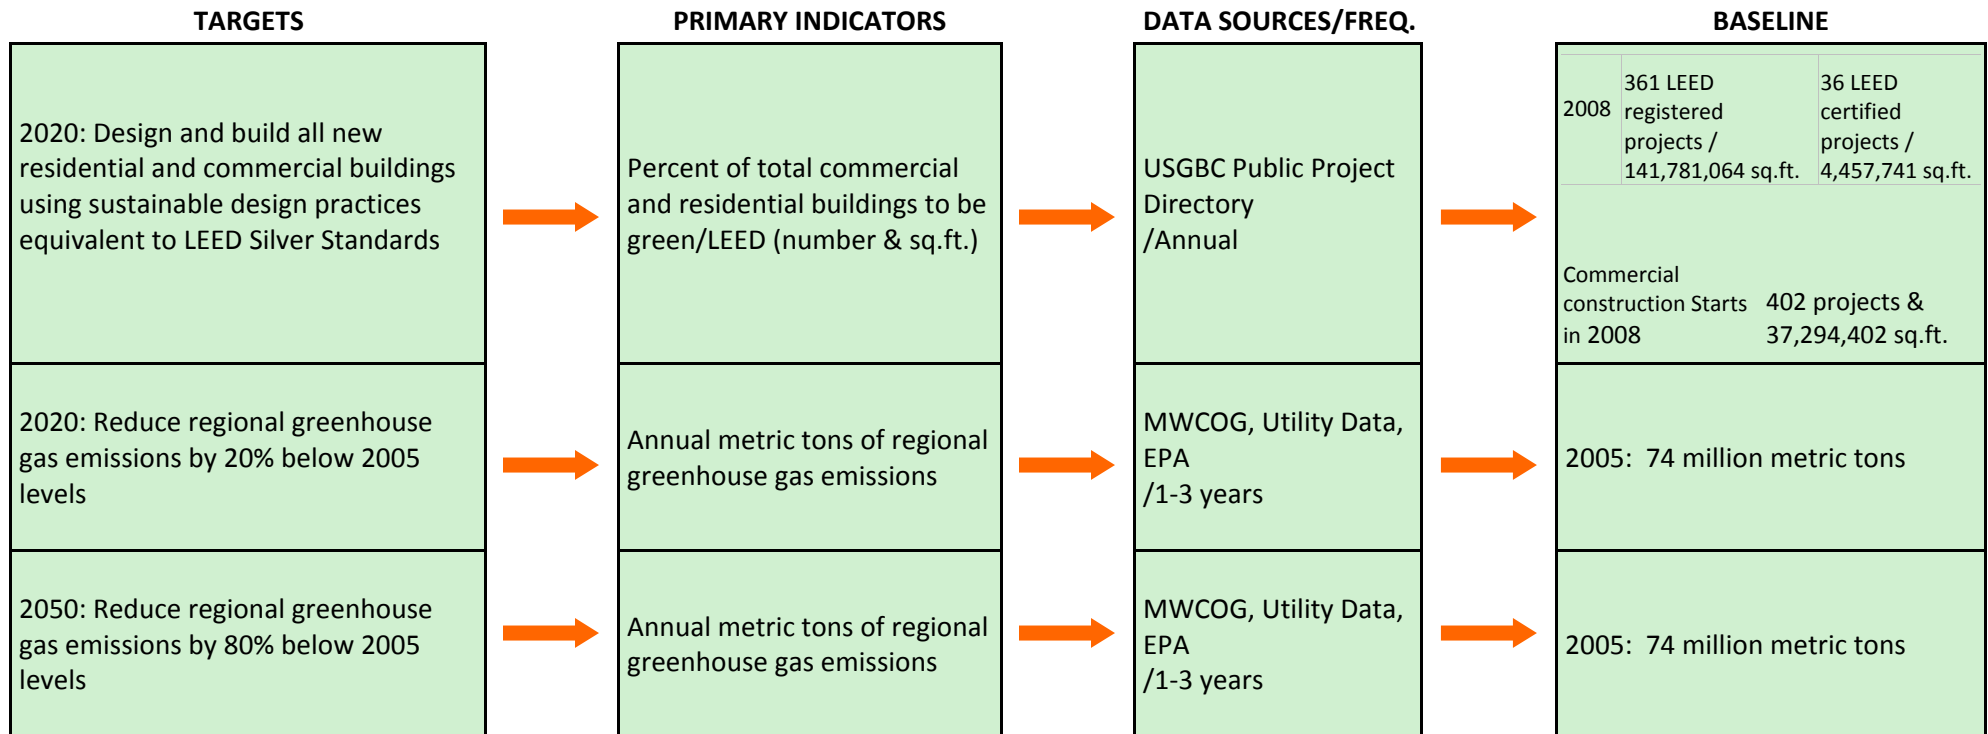 TARGETS
PRIMARY INDICATORS
DATA SOURCES/FREQ.
BASELINE
2020: Design and build all new
residential and commercial buildings
using sustainable design practices
equivalent to LEED Silver Standards
Percent of total commercial
and residential buildings to be
green/LEED (number & sq.ft.)
USGBC Public Project
Directory
/Annual
2008
361 LEED
registered
projects /
141,781,064 sq.ft.
36 LEED
certified
projects /
4,457,741 sq.ft.
Commercial
construction Starts
in 2008
402 projects &
37,294,402 sq.ft.
2020: Reduce regional greenhouse
gas emissions by 20% below 2005
levels
Annual metric tons of regional
greenhouse gas emissions
MWCOG, Utility Data,
EPA
/1-3 years
2005:  74 million metric tons
2050: Reduce regional greenhouse
gas emissions by 80% below 2005
levels
Annual metric tons of regional
greenhouse gas emissions
MWCOG, Utility Data,
EPA
/1-3 years
2005:  74 million metric tons